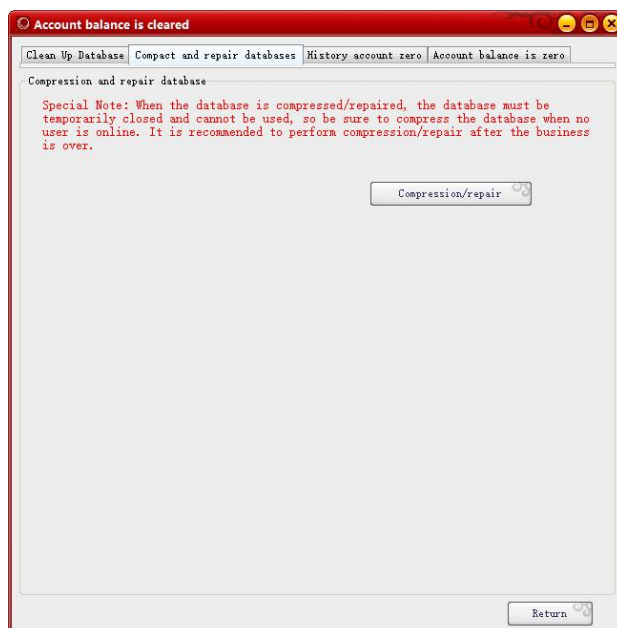 Account balance is cleared
Clean Up Database Compact and repair databases History account zero Account balance is zero
Compression and repair database
Special Note: When the database is compressed/repaired, the database must be
temporarily closed and cannot be used, so be sure to compress the database when no
user is online. It is recommended to perform compression/repair after the business
is over.
Compression/repair
Return